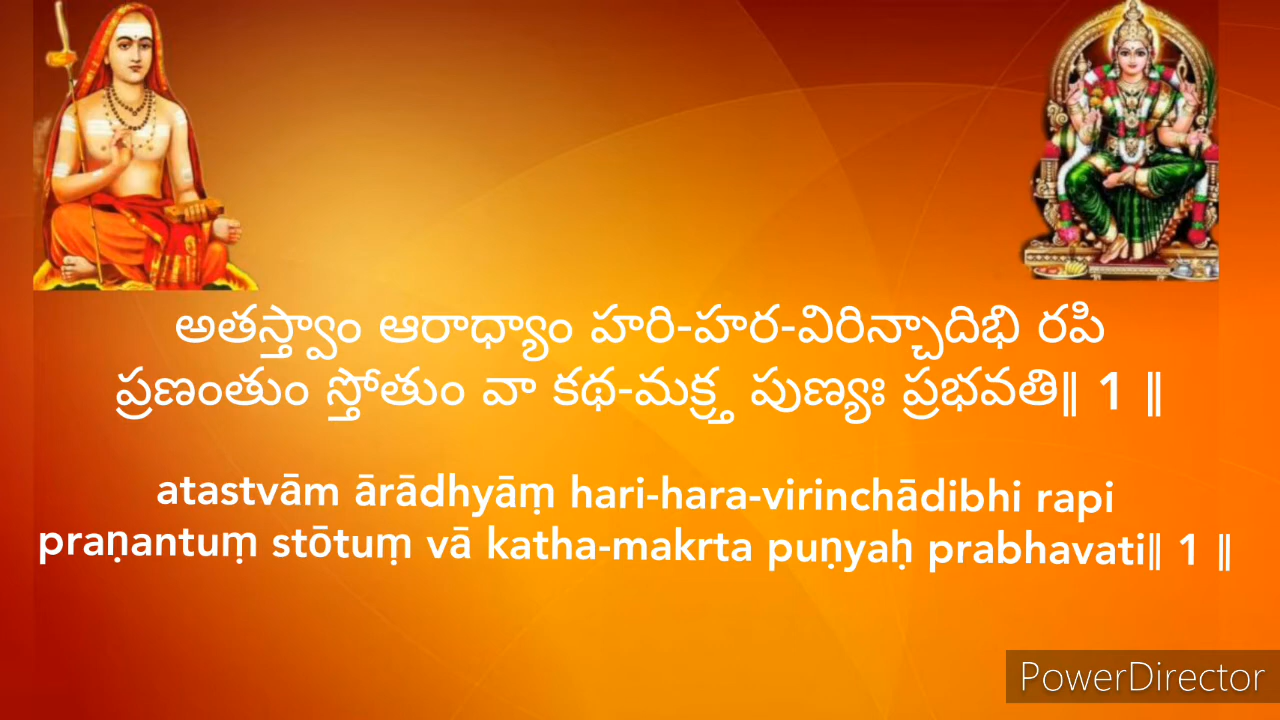 అతస్త్వాం ఆరాధ్యాం హరి-హర-విరిన్చాదిభి రపి
ప్రణంతుం స్తోతుం వా కథ-మక్ర్త పుణ్యః ప్రభవతి‖ 1 ‖
atastvām ārādhyāṃ hari-hara-virinchādibhi rapi
praṇantuṃ stōtuṃ vā katha-makrta puṇyaḥ prabhavati‖ 1 ‖
PowerDirector